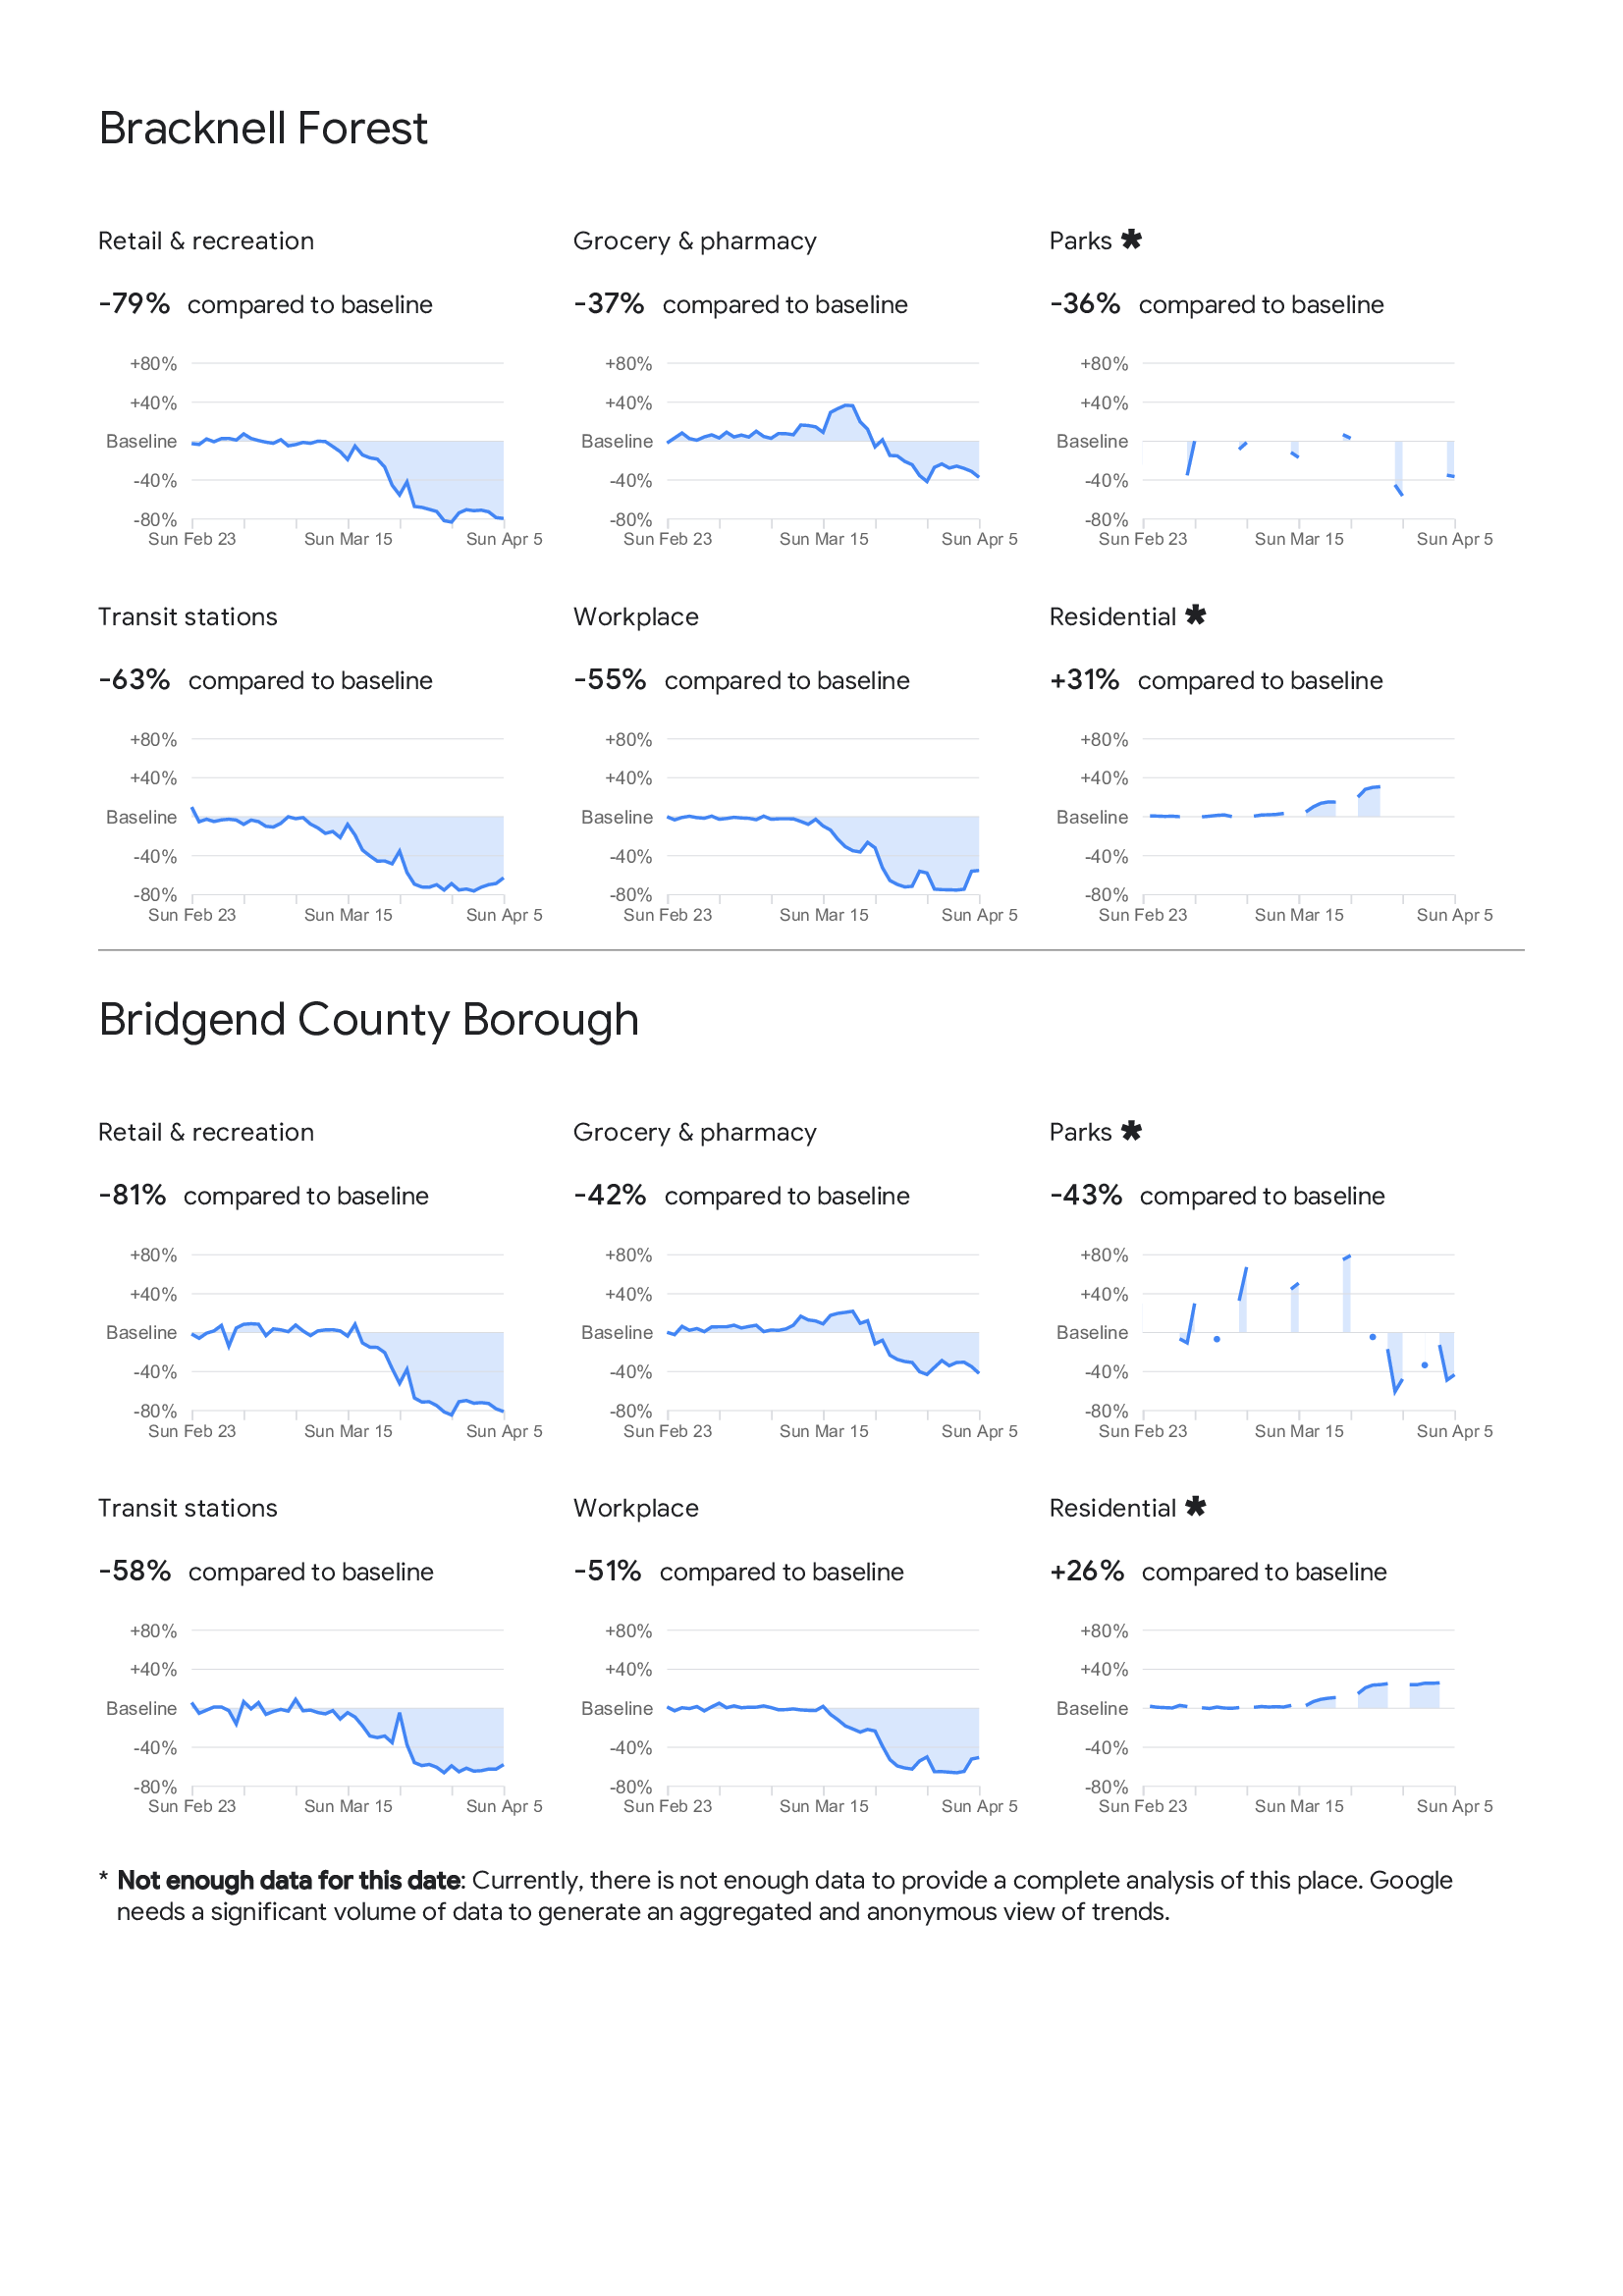 Bracknell Forest
Retail & recreation
-79% compared to baseline
+80%
+40%
Baseline
-40%
-80%
Sun Feb 23 Sun Mar 15 Sun Apr 5
Grocery & pharmacy
-37% compared to baseline
+80%
+40%
Baseline
-40%
-80%
Sun Feb 23 Sun Mar 15 Sun Apr 5
Parks *
-36% compared to baseline
+80%
+40%
Baseline
-40%
-80%
Sun Feb 23 Sun Mar 15 Sun Apr 5
Transit stations
-63% compared to baseline
+80%
+40%
Baseline
-40%
-80%
Sun Feb 23 Sun Mar 15 Sun Apr 5
Workplace
-55% compared to baseline
+80%
+40%
Baseline
-40%
-80%
Sun Feb 23 Sun Mar 15 Sun Apr 5
Residential *
+31% compared to baseline
+80%
+40%
Baseline
-40%
-80%
Sun Feb 23 Sun Mar 15 Sun Apr 5
Bridgend County Borough
Retail & recreation
-81% compared to baseline
+80%
+40%
Baseline
-40%
-80%
Sun Feb 23 Sun Mar 15 Sun Apr 5
Grocery & pharmacy
-42% compared to baseline
+80%
+40%
Baseline
-40%
-80%
Sun Feb 23 Sun Mar 15 Sun Apr 5
Parks *
-43% compared to baseline
+80%
+40%
Baseline
-40%
-80%
Sun Feb 23 Sun Mar 15 Sun Apr 5
Transit stations
-58% compared to baseline
+80%
+40%
Baseline
-40%
-80%
Sun Feb 23 Sun Mar 15 Sun Apr 5
Workplace
-51% compared to baseline
+80%
+40%
Baseline
-40%
-80%
Sun Feb 23 Sun Mar 15 Sun Apr 5
Residential *
+26% compared to baseline
+80%
+40%
Baseline
-40%
-80%
Sun Feb 23 Sun Mar 15 Sun Apr 5
* Not enough data for this date: Currently, there is not enough data to provide a complete analysis of this place. Google
needs a significant volume of data to generate an aggregated and anonymous view of trends.